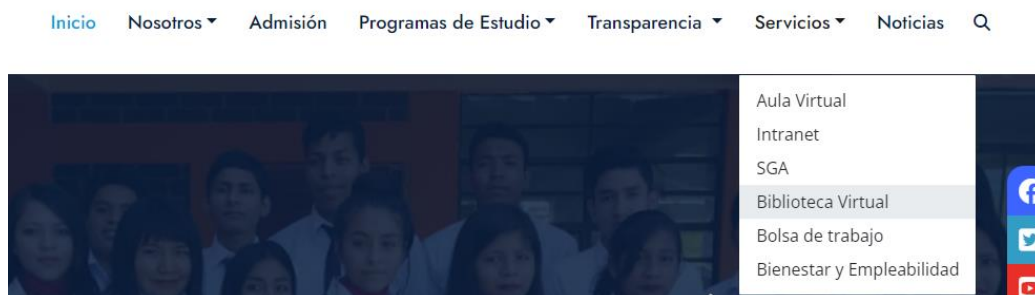 Inicio Nosotros Admisión Programas de Estudio Transparencia Servicios Noticias
Aula Virtual
Intranet
SGA
Biblioteca Virtual
Bolsa de trabajo
Bienestar y Empleabilidad